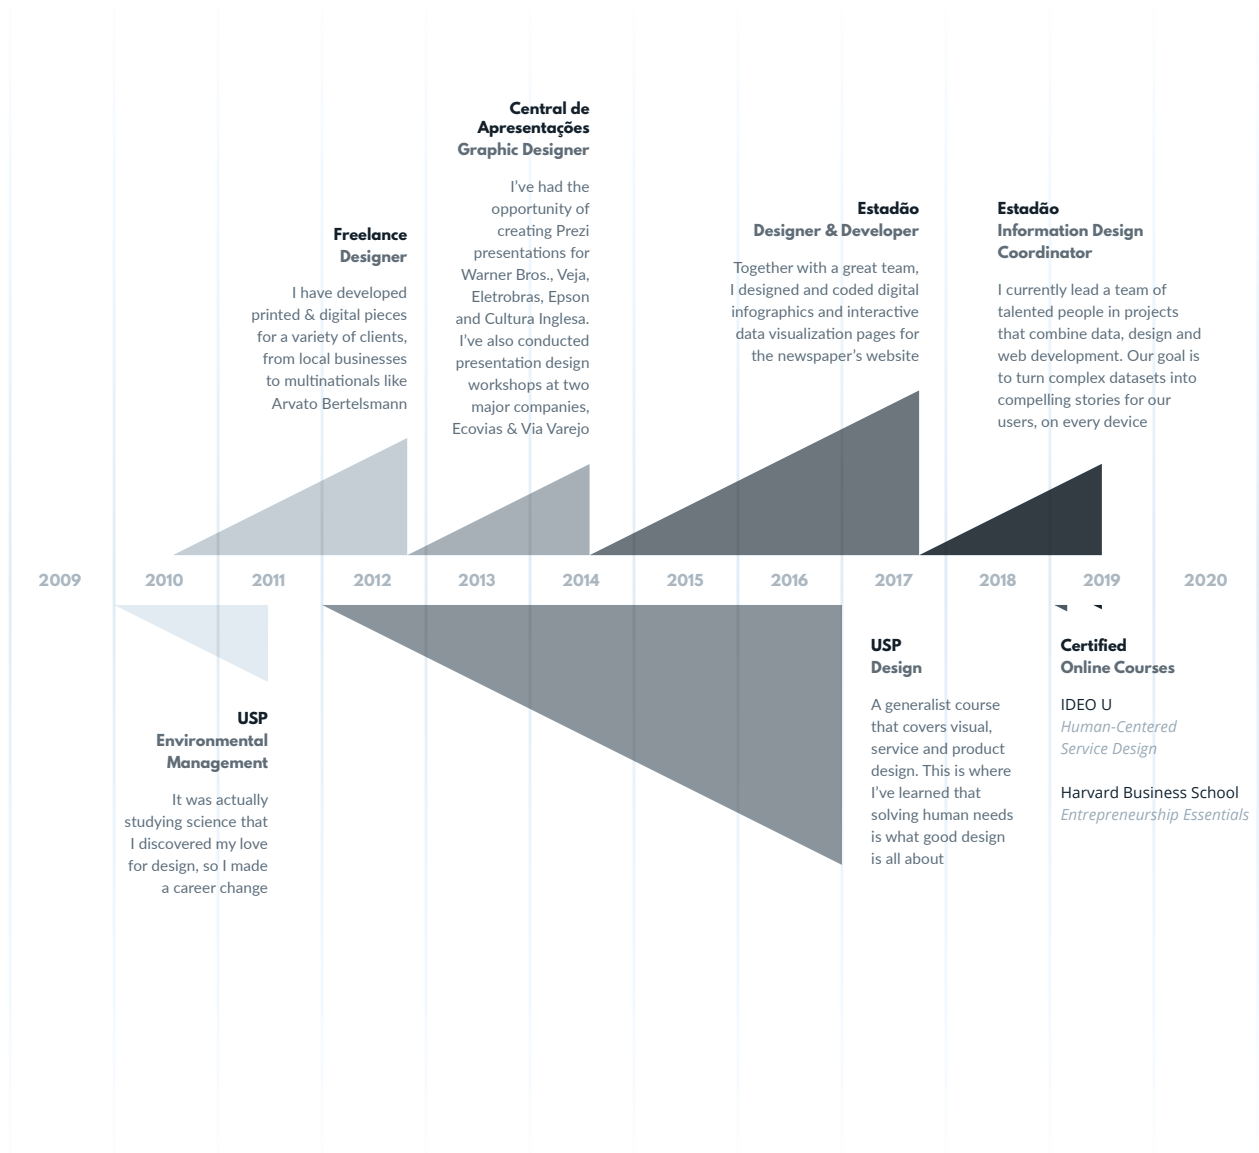 Central de
Apresentações
Graphic Designer
I’ve had the
opportunity of
creating Prezi
presentations for
Warner Bros., Veja,
Eletrobras, Epson
and Cultura Inglesa.
I’ve also conducted
presentation design
workshops at two
major companies,
Ecovias & Via Varejo
Freelance
Designer
I have developed
printed & digital pieces
for a variety of clients,
from local businesses
to multinationals like
Arvato Bertelsmann
Estadão
Designer & Developer
Together with a great team,
I designed and coded digital
infographics and interactive
data visualization pages for
the newspaper’s website
Estadão
Information Design
Coordinator
I currently lead a team of
talented people in projects
that combine data, design and
web development. Our goal is
to turn complex datasets into
compelling stories for our
users, on every device
2009 2010 2011 2012 2013 2014 2015 2016 2017 2018 2019 2020
USP
Environmental
Management
It was actually
studying science that
I discovered my love
for design, so I made
a career change
USP
Design
A generalist course
that covers visual,
service and product
design. This is where
I’ve learned that
solving human needs
is what good design
is all about
Certified
Online Courses
IDEO U
Human-Centered
Service Design
Harvard Business School
Entrepreneurship Essentials